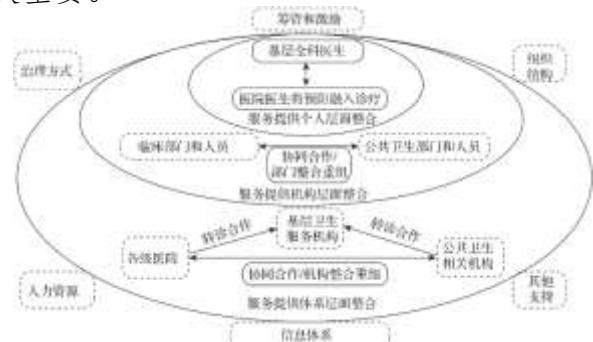 筹资和激励
基层全科医生
治理方式
组织
结构
医院医生将预防融入诊疗
服务提供个人层面整合
临床部门和人员
公共卫生部门和人员
协同合作/
部门整合重组
服务提供机构层面整合
基层卫生
服务机构
转诊合作
转诊合作
各级医院
公共卫生
相关机构
协同合作/机构整合重组
人力资源
其他
支撑
服务提供体系层面整合
信息体系